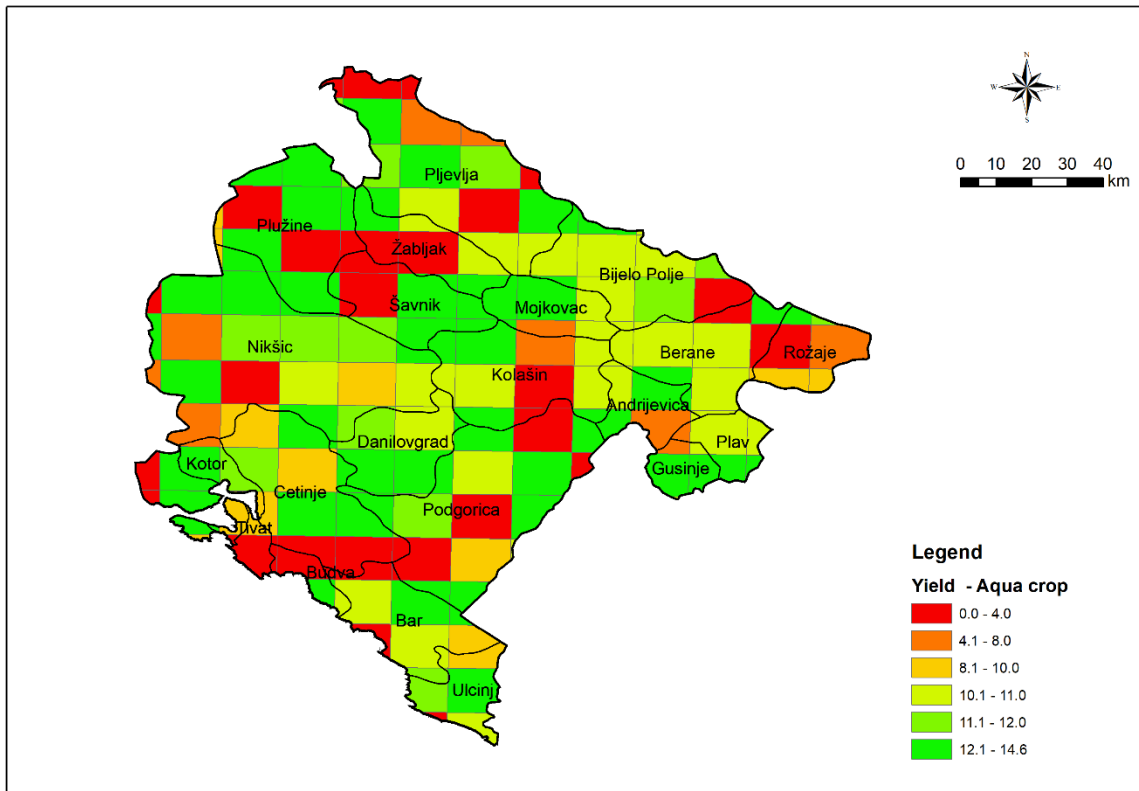 N
W E
S
0 10 20 30 40
km
Pljevlja
Plužine
Žabljak
Bijelo Polje
Šavnik
Mojkovac
Nikšic
Berane
Rožaje
Kolašin
Andrijevica
Danilovgrad
Plav
Kotor
Gusinje
Cetinje
Podgorica
Tivat
Budva
Bar
Ulcinj
Legend
Yield - Aqua crop
0.0 - 4.0
4.1 - 8.0
8.1 - 10.0
10.1 - 11.0
11.1 - 12.0
12.1 - 14.6